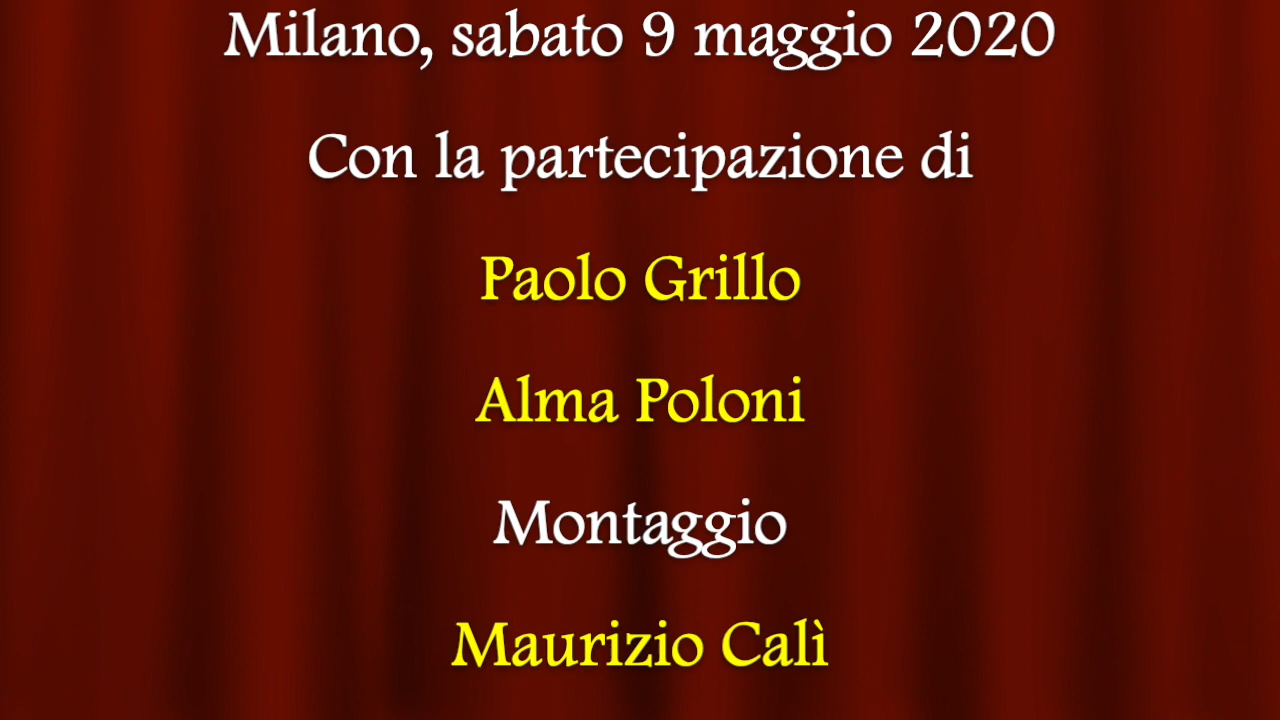 Milano, sabato 9 maggio 2020
Con la partecipazione di
Paolo Grillo
Alma Poloni
Montaggio
Maurizio Calì